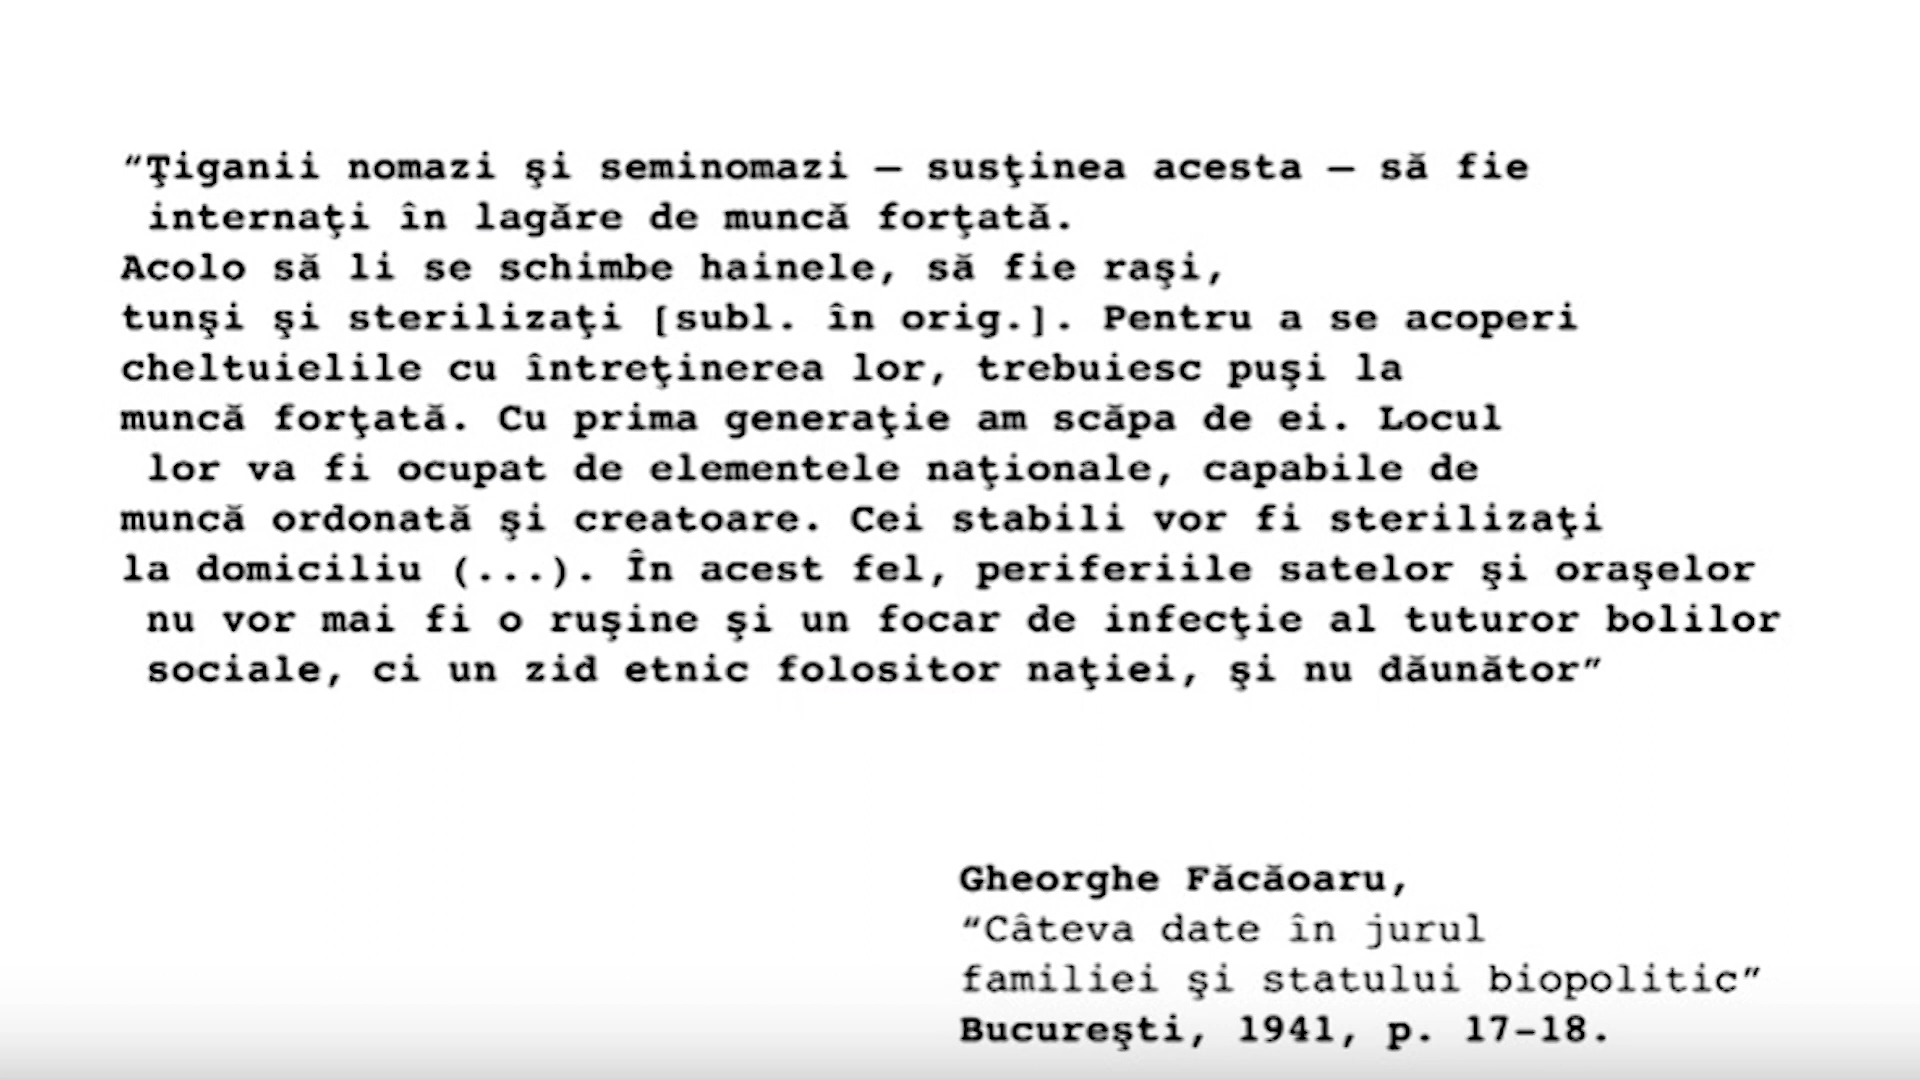 “Ţiganii nomazi şi seminomazi — susţinea acesta — să fie
internaţi în lagăre de muncă forţată.
Acolo să li se schimbe hainele, să fie raşi,
tunşi şi sterilizaţi [subl. în orig.]. Pentru a se acoperi
cheltuielile cu întreţinerea lor, trebuiesc puşi la
muncă forţată. Cu prima generaţie am scăpa de ei. Locul
lor va fi ocupat de elementele naţionale, capabile de
muncă ordonată şi creatoare. Cei stabili vor fi sterilizaţi
la domiciliu (...). În acest fel, periferiile satelor şi oraşelor
nu vor mai fi o ruşine şi un focar de infecţie al tuturor bolilor
sociale, ci un zid etnic folositor naţiei, şi nu dăunător”
Gheorghe Făcăoaru,
“Câteva date în jurul
familiei şi statului biopolitic”
Bucureşti, 1941, p. 17-18.